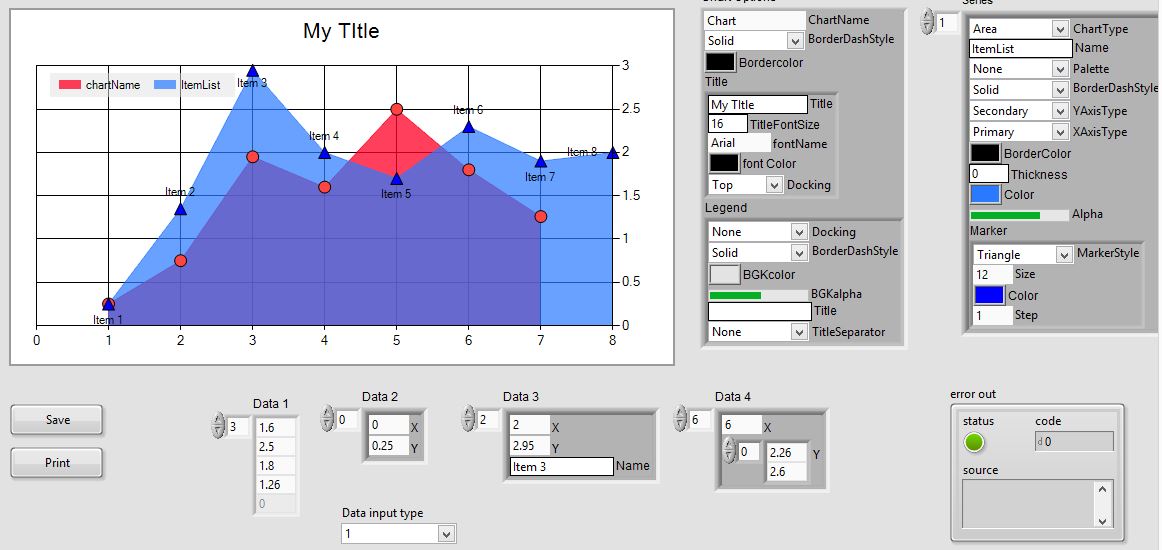 My TItle
chartName
ItemList
Item 1
Item 2
Item 3
Item 4
Item 5
Item 6
Item 7
Item 8
3
2.5
2
1.5
1
0.5
0
0 1 2 3 4 5 6 7 8
Chart Options
Chart ChartName
Solid BorderDashStyle
Bordercolor
Title
My TItle Title
16 TitleFontSize
Arial fontName
font Color
Top Docking
Legend
None Docking
Solid BorderDashStyle
BGKcolor
BGKalpha
Title
None TitleSeparator
Series
1
Area ChartType
ItemList Name
None Palette
Solid BorderDashStyle
Secondary YAxisType
Primary XAxisType
BorderColor
0 Thickness
Color
Alpha
Marker
Triangle MarkerStyle
12 Size
Color
1 Step
Save
Print
Data 1
3
1.6
2.5
1.8
1.26
0
Data 2
0
0 X
0.25 Y
Data 3
2
2 X
2.95 Y
Item 3 Name
Data 4
6
6 X
0 2.26 Y
2.6
Data input type
1
error out
status code
d 0
source